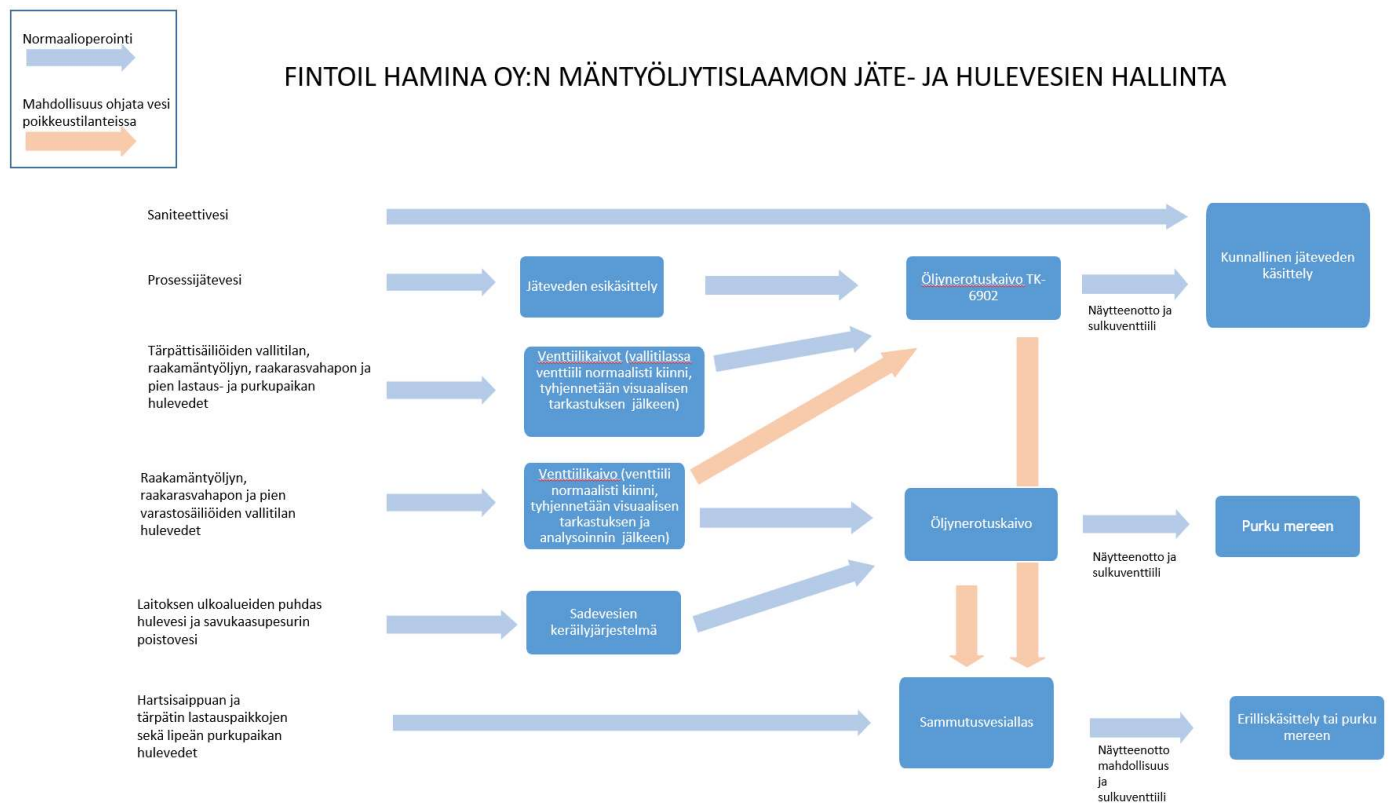 Normaalioperointi
Mahdollisuus ohjata vesi
poikkeustilanteissa
FINTOIL HAMINA OY:N MÄNTYÖLJYTISLAAMON JÄTE- JA HULEVESIEN HALLINTA
Saniteettivesi
Kunnallinen jäteveden
käsittely
Prosessijätevesi
Jäteveden esikäsittely
Öljynerotuskaivo TK-
6902
Näytteenotto ja
sulkuventtiili
Tärpättisäiliöiden vallitilan,
raakamäntyöljyn, raakarasvahapon ja
pien lastaus- ja purkupaikan
hulevedet
Venttiilikaivot (vallitilassa
venttiili normaalisti kiinni,
tyhjennetään visuaalisen
tarkastuksen jälkeen)
Raakamäntyöljyn,
raakarasvahapon ja pien
varastosäiliöiden vallitilan
hulevedet
Venttiilikaivo (venttiili
normaalisti kiinni,
tyhjennetään visuaalisen
tarkastuksen ja
analysoinnin jälkeen)
Öljynerotuskaivo
Näytteenotto ja
sulkuventtiili
Purku mereen
Laitoksen ulkoalueiden puhdas
hulevesi ja savukaasupesurin
poistovesi
Sadevesien
keräilyjärjestelmä
Hartsisaippuan ja
tärpätin lastauspaikkojen
sekä lipeän purkupaikan
hulevedet
Sammutusvesiallas
Näytteenotto
mahdollisuus
ja
sulkuventtiili
Erilliskäsittely tai purku
mereen